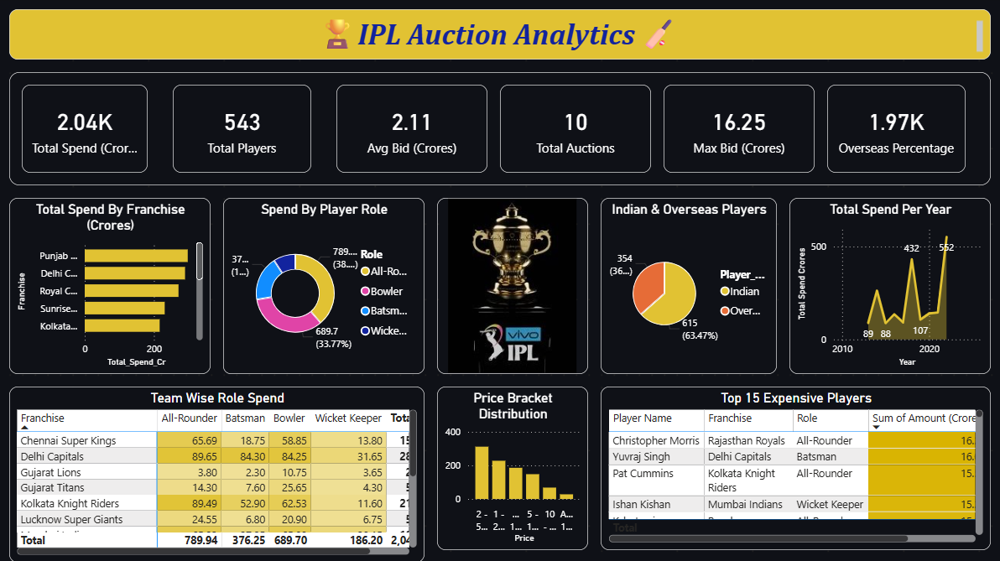 IPL Auction Analytics
2.04K
Total Spend (Cror...
543
Total Players
2.11
Avg Bid (Crores)
10
Total Auctions
16.25
Max Bid (Crores)
1.97K
Overseas Percentage
Total Spend By Franchise
(Crores)
Franchise
Punjab ...
Delhi C...
Royal C...
Sunrise...
Kolkata...
0 200
Total_Spend_Cr
Spend By Player Role
37...
(1...)
789....
(38....)
689.7
(33.77%)
Role
All-Ro...
Bowler
Batsm...
Wicke...
vivo
IPL
Indian & Overseas Players
354
(36...)
615
(63.47%)
Player_...
Indian
Over...
Total Spend Per Year
Total Spend Crores
500
0
432
552
89
88
107
2010 2020
Year
Team Wise Role Spend
Franchise All-Rounder Batsman Bowler Wicket Keeper Tota
Chennai Super Kings 65.69 18.75 58.85 13.80 15
Delhi Capitals 89.65 84.30 84.25 31.65 28
Gujarat Lions 3.80 2.30 10.75 3.65 2
Gujarat Titans 14.30 7.60 25.65 4.30 5
Kolkata Knight Riders 89.49 52.90 62.53 11.60 21
Lucknow Super Giants 24.55 6.80 20.90 6.75 5
Total 789.94 376.25 689.70 186.20 2,04
Price Bracket
Distribution
400
200
0
2 - 1 - ... 5 - 10 A...
5... 2... 1... 1... - ... 1...
Price
Top 15 Expensive Players
Player Name Franchise Role Sum of Amount (Crore
Christopher Morris Rajasthan Royals All-Rounder 16.
Yuvraj Singh Delhi Capitals Batsman 16.
Pat Cummins Kolkata Knight All-Rounder 15.
Riders
Ishan Kishan Mumbai Indians Wicket Keeper 15.
Total